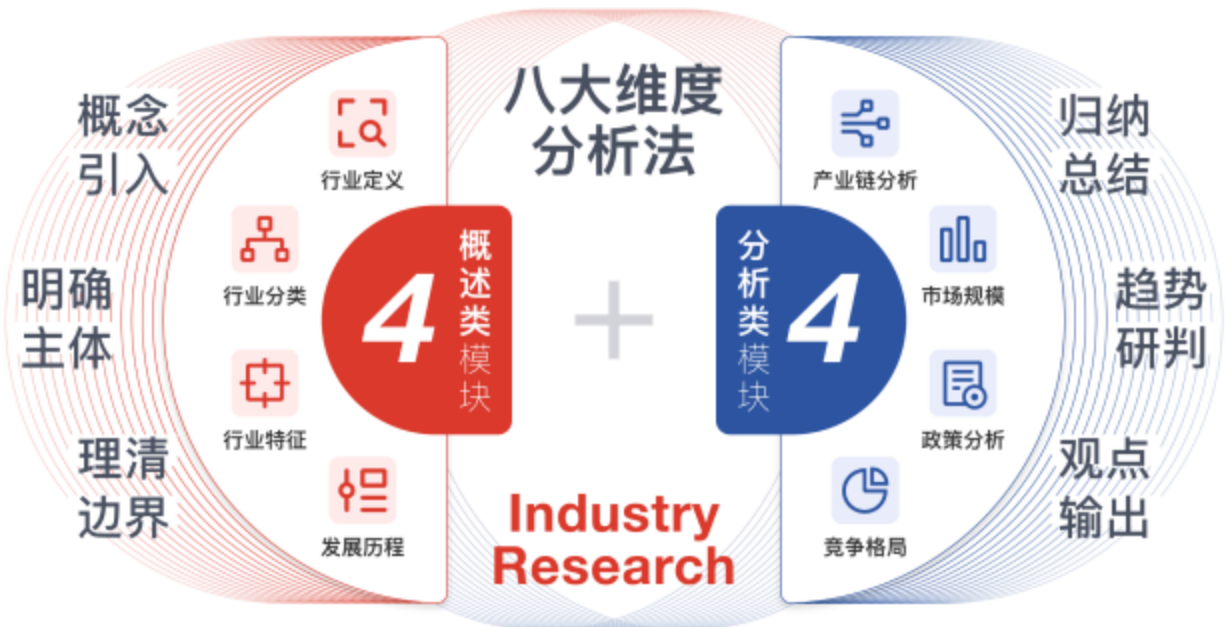 八大维度
分析法
概念
引入
明确
主体
理清
边界
行业定义
行业分类
行业特征
发展历程
4
概述类模块
分析类模块
4
产业链分析
市场规模
政策分析
竞争格局
归纳
总结
趋势
研判
观点
输出
Industry
Research